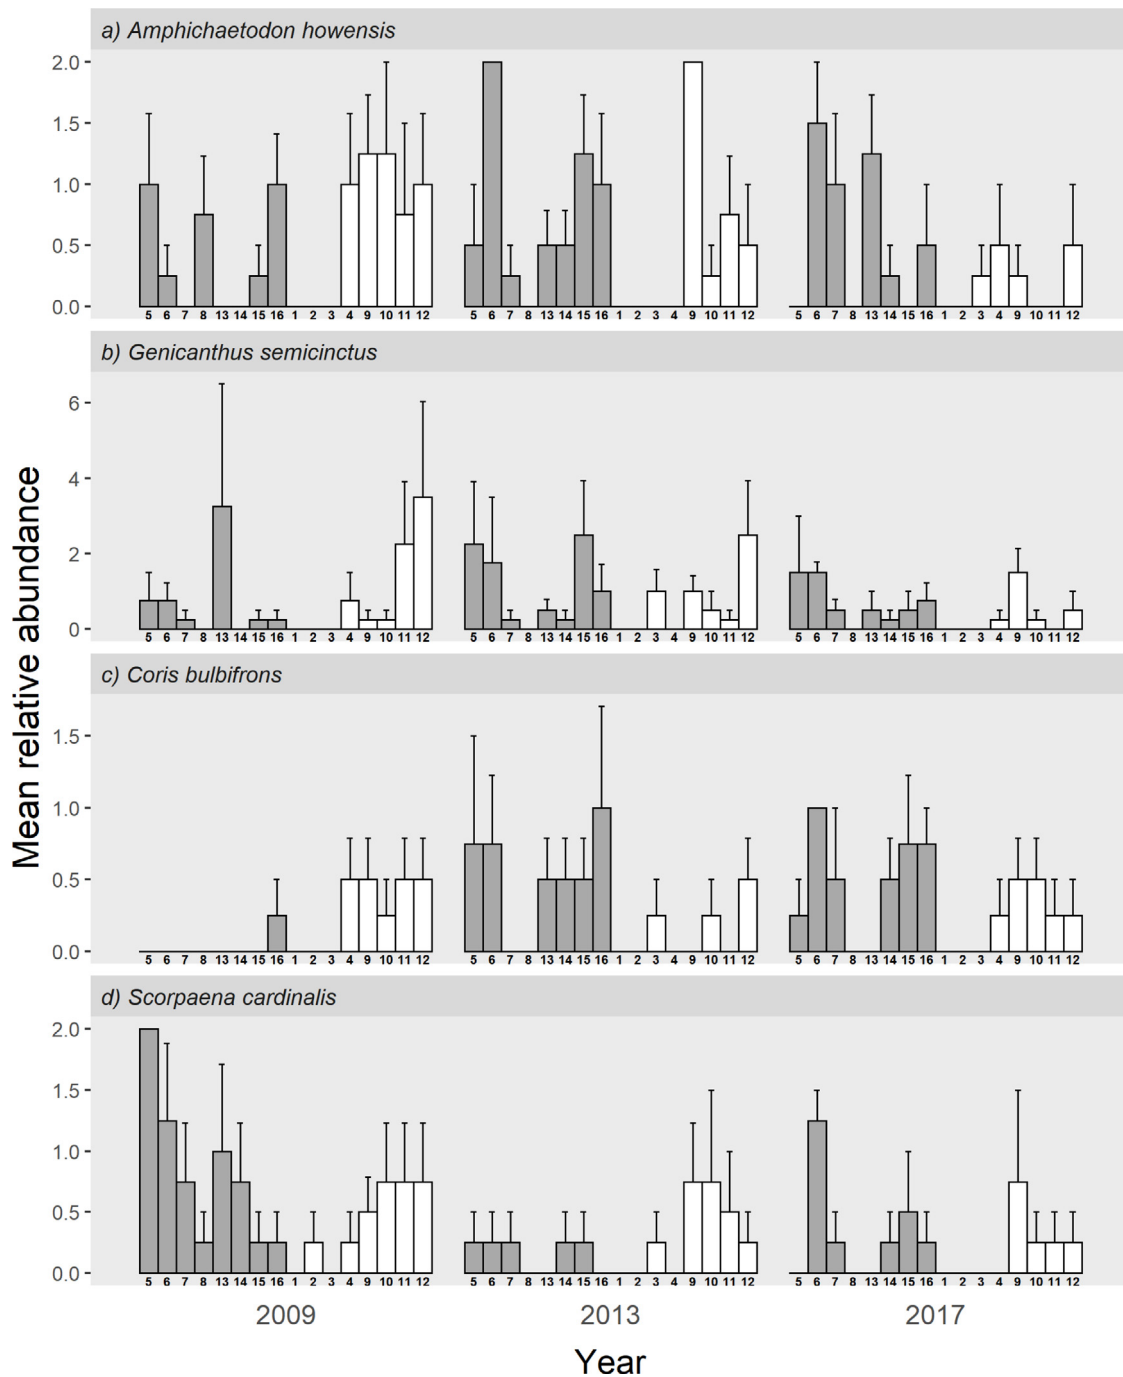 a) Amphichaetodon howensis
2.0
1.5
1.0
0.5
0.0
5 6 7 8 13 14 15 16 1 2 3 4 9 10 11 12 5 6 7 8 13 14 15 16 1 2 3 4 9 10 11 12 5 6 7 8 13 14 15 16 1 2 3 4 9 10 11 12
b) Genicanthus semicinctus
6
4
2
0
5 6 7 8 13 14 15 16 1 2 3 4 9 10 11 12 5 6 7 8 13 14 15 16 1 2 3 4 9 10 11 12 5 6 7 8 13 14 15 16 1 2 3 4 9 10 11 12
c) Coris bulbifrons
1.5
1.0
0.5
0.0
5 6 7 8 13 14 15 16 1 2 3 4 9 10 11 12 5 6 7 8 13 14 15 16 1 2 3 4 9 10 11 12 5 6 7 8 13 14 15 16 1 2 3 4 9 10 11 12
d) Scorpaena cardinalis
2.0
1.5
1.0
0.5
0.0
5 6 7 8 13 14 15 16 1 2 3 4 9 10 11 12 5 6 7 8 13 14 15 16 1 2 3 4 9 10 11 12 5 6 7 8 13 14 15 16 1 2 3 4 9 10 11 12
2009 2013 2017
Year
Mean relative abundance